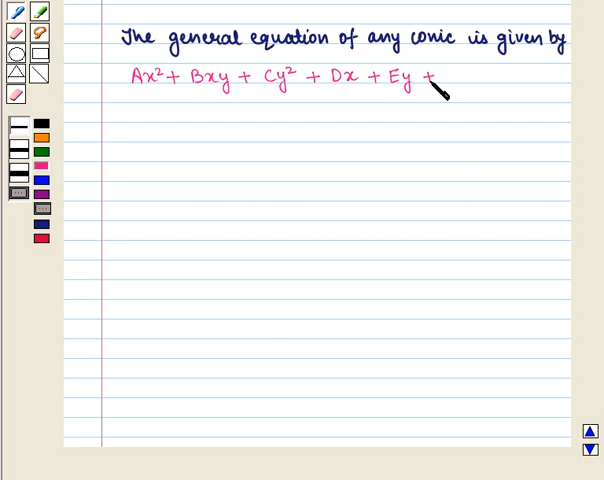 The general equation of any conic is given by
Ax² + Bxy + Cy² + Dx + Ey +